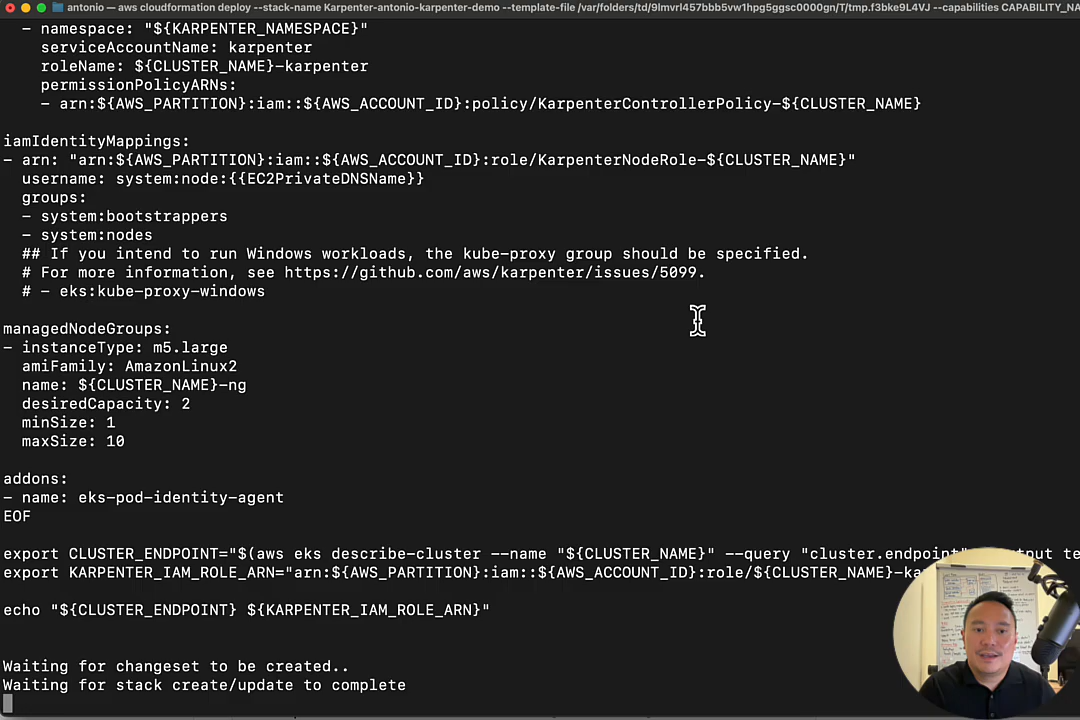 antonio — aws cloudformation deploy --stack-name Karpenter-antonio-karpenter-demo --template-file /var/folders/td/9lmvrl457bbb5vw1hpg5ggsc0000gn/T/tmp.f3bke9L4VJ --capabilities CAPABILITY_NA
- namespace: "${KARPENTER_NAMESPACE}"
serviceAccountName: karpenter
roleName: ${CLUSTER_NAME}-karpenter
permissionPolicyARNs:
- arn:${AWS_PARTITION}:iam::${AWS_ACCOUNT_ID}:policy/KarpenterControllerPolicy-${CLUSTER_NAME}
iamIdentityMappings:
- arn: "arn:${AWS_PARTITION}:iam::${AWS_ACCOUNT_ID}:role/KarpenterNodeRole-${CLUSTER_NAME}"
username: system:node:{{EC2PrivateDNSName}}
groups:
- system:bootstrappers
- system:nodes
## If you intend to run Windows workloads, the kube-proxy group should be specified.
# For more information, see https://github.com/aws/karpenter/issues/5099.
# - eks:kube-proxy-windows
managedNodeGroups:
- instanceType: m5.large
amiFamily: AmazonLinux2
name: ${CLUSTER_NAME}-ng
desiredCapacity: 2
minSize: 1
maxSize: 10
addons:
- name: eks-pod-identity-agent
EOF
export CLUSTER_ENDPOINT="$(aws eks describe-cluster --name "${CLUSTER_NAME}" --query "cluster.endpoint" te
export KARPENTER_IAM_ROLE_ARN="arn:${AWS_PARTITION}:iam::${AWS_ACCOUNT_ID}:role/${CLUSTER_NAME}-ka
echo "${CLUSTER_ENDPOINT} ${KARPENTER_IAM_ROLE_ARN}"
Waiting for changeset to be created..
Waiting for stack create/update to complete